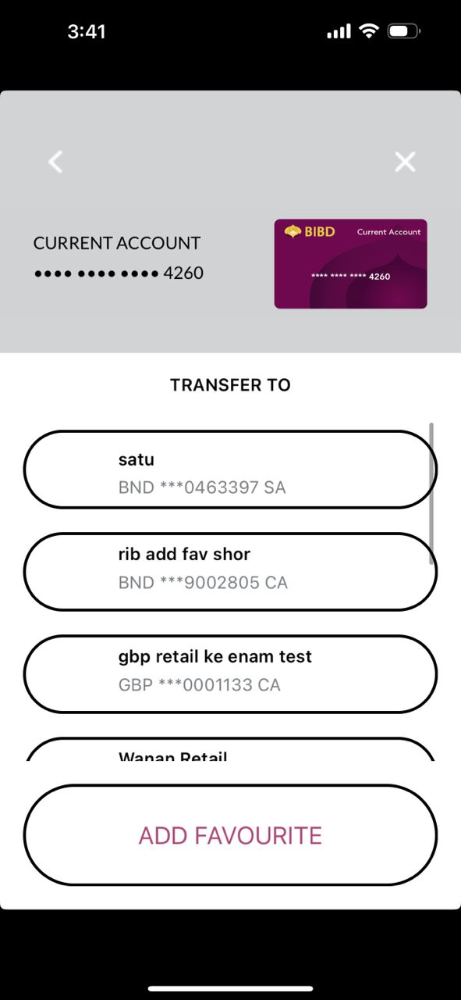 3:41
CURRENT ACCOUNT
•••• •••• •••• 4260
BIBD
Current Account
**** **** **** 4260
TRANSFER TO
satu
BND ***0463397 SA
rib add fav shor
BND ***9002805 CA
gbp retail ke enam test
GBP ***0001133 CA
Wanan Retail
ADD FAVOURITE